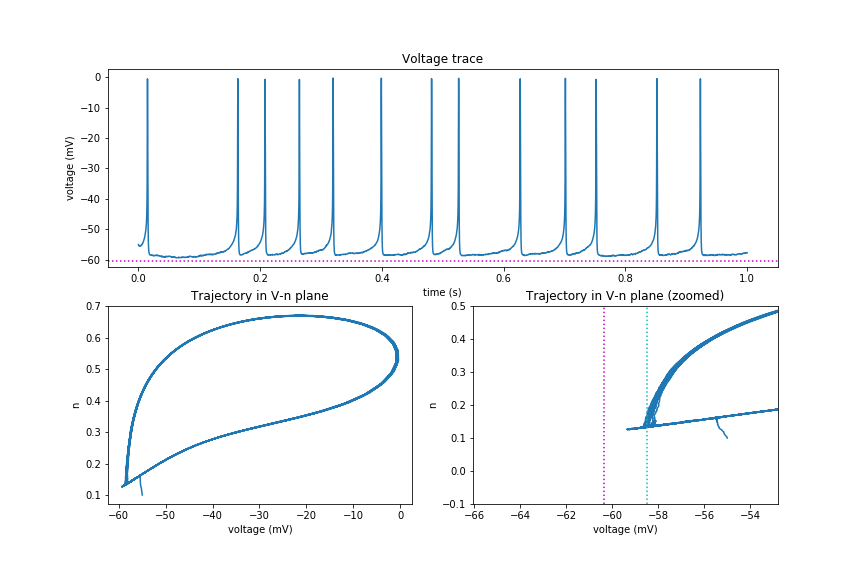 Voltage trace
voltage (mV)
0
−10
−20
−30
−40
−50
−60
0.0 0.2 0.4 0.6 0.8 1.0
time (s)
Trajectory in V-n plane
n
0.7
0.6
0.5
0.4
0.3
0.2
0.1
−60 −50 −40 −30 −20 −10 0
voltage (mV)
Trajectory in V-n plane (zoomed)
n
0.5
0.4
0.3
0.2
0.1
0.0
−0.1
−66 −64 −62 −60 −58 −56 −54
voltage (mV)